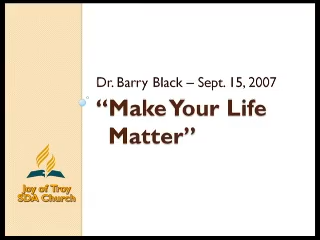 Dr. Barry Black – Sept. 15, 2007
“Make Your Life
Matter”
Joy of Troy
SDA Church